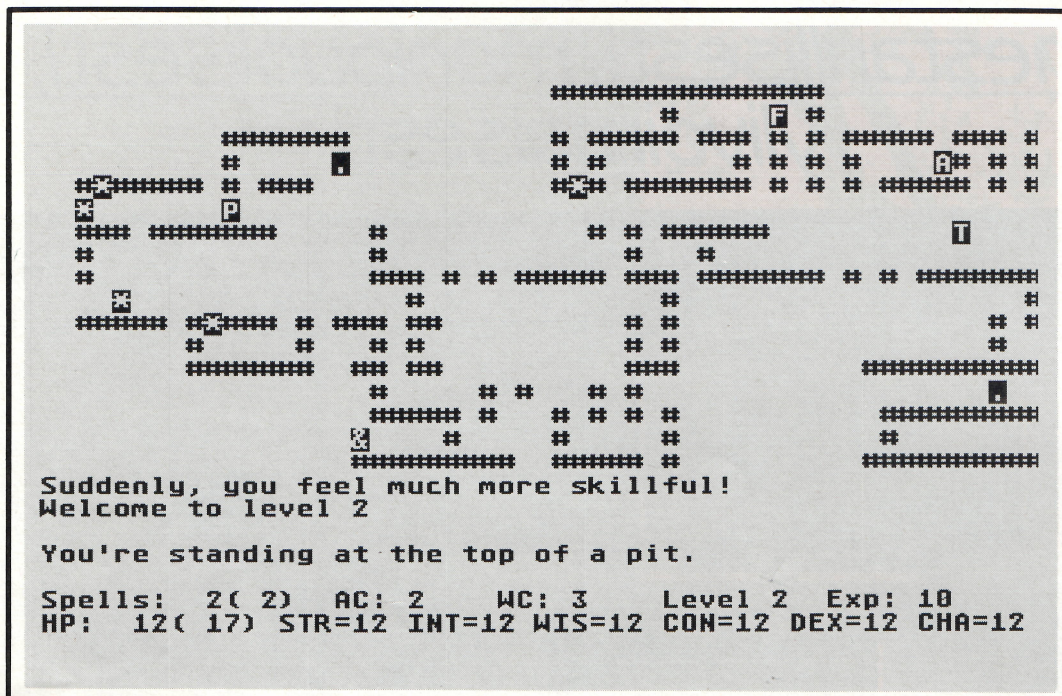 F
A
P
T
&
Suddenly, you feel much more skillful!
Welcome to level 2
You're standing at the top of a pit.
Spells: 2( 2) AC: 2 WC: 3 Level 2 Exp: 10
HP: 12( 17) STR=12 INT=12 WIS=12 CON=12 DEX=12 CHA=12